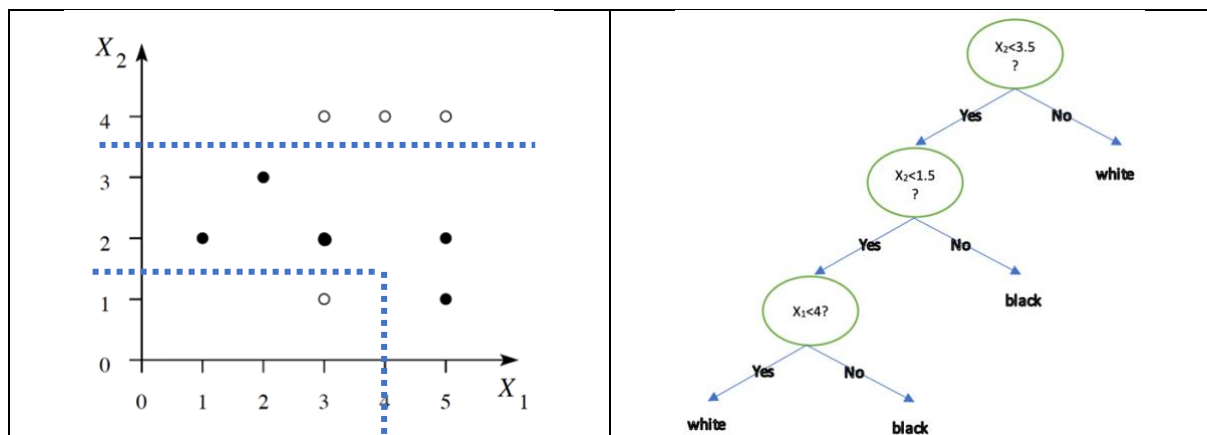 X₂
4
3
2
1
0
0 1 2 3 4 5
X₁
X₂<3.5
?
Yes No
X₂<1.5
?
white
Yes No
X₁<4?
black
Yes No
white black